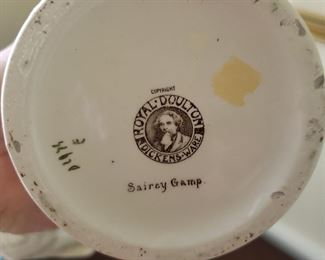 COPYRIGHT
ROYAL·DOULTON
DICKENS·WARE
Sairey Gamp.
E